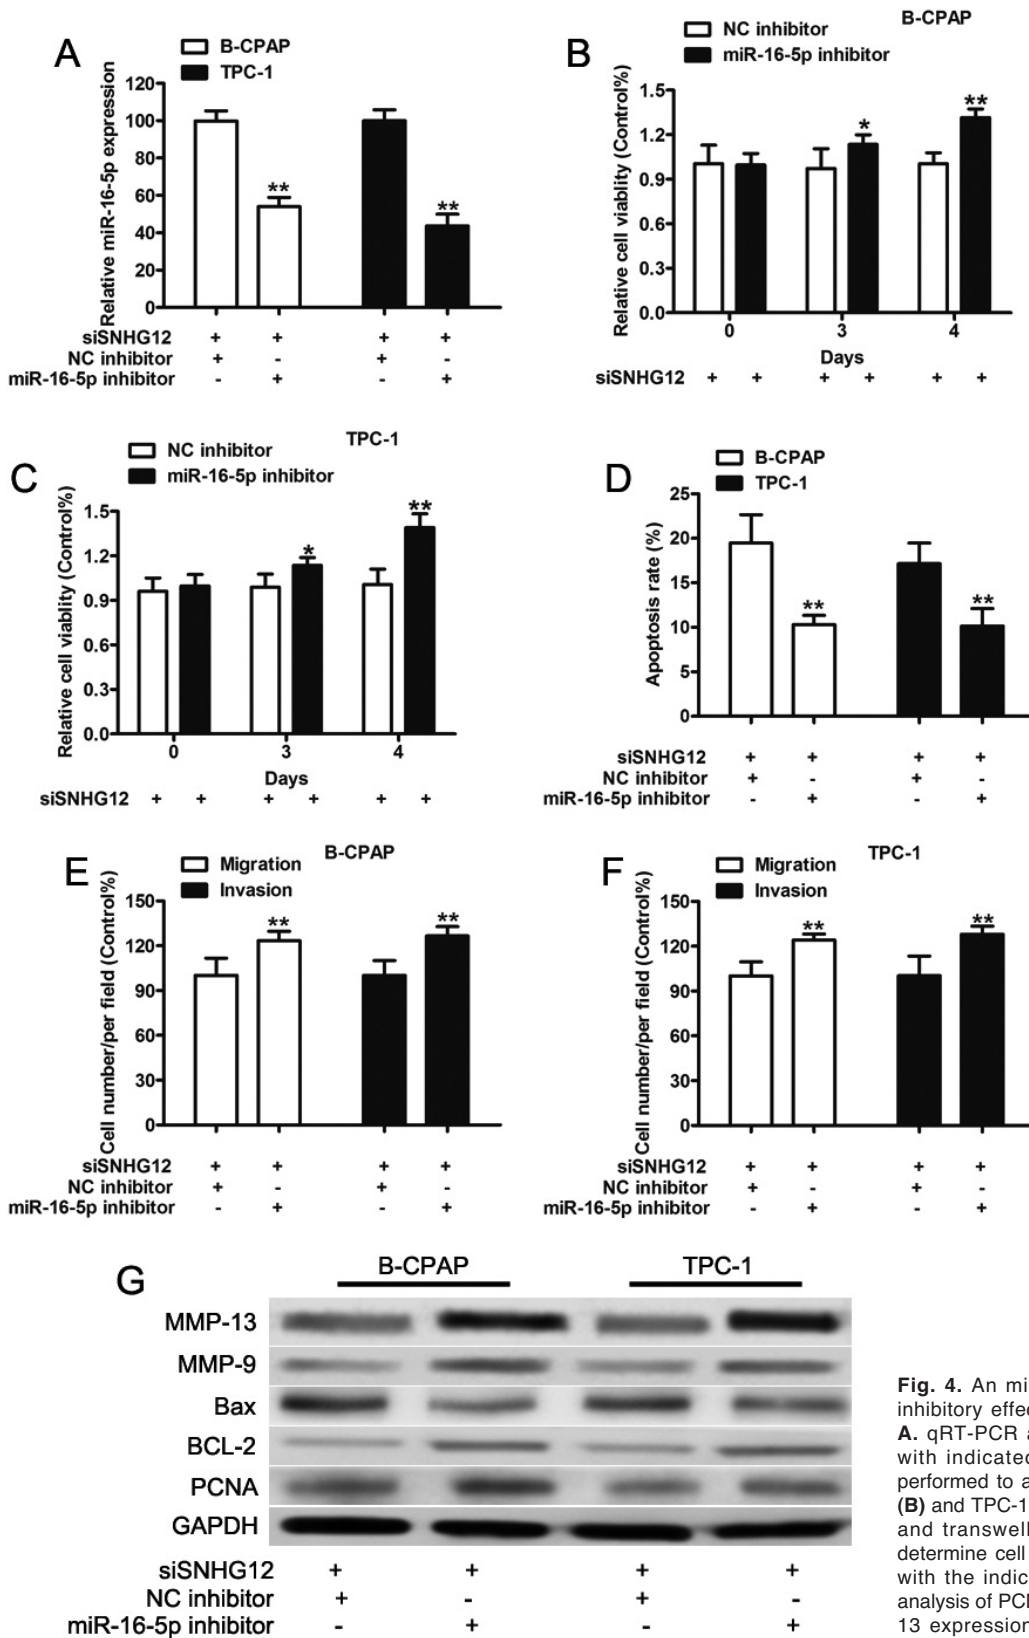 A
B-CPAP
TPC-1
Relative miR-16-5p expression
120
100
80
60
40
20
0
**
**
siSNHG12 + + + +
NC inhibitor + - + -
miR-16-5p inhibitor - + - +
B
B-CPAP
NC inhibitor
miR-16-5p inhibitor
Relative cell viablity (Control%)
1.5
1.2
0.9
0.6
0.3
0.0
*
**
0 3 4
Days
siSNHG12 + + + + + +
C
TPC-1
NC inhibitor
miR-16-5p inhibitor
Relative cell viablity (Control%)
1.5
1.2
0.9
0.6
0.3
0.0
*
**
0 3 4
Days
siSNHG12 + + + + + +
D
B-CPAP
TPC-1
Apoptosis rate (%)
25
20
15
10
5
0
**
**
siSNHG12 + + + +
NC inhibitor + - + -
miR-16-5p inhibitor - + - +
E
B-CPAP
Migration
Invasion
Cell number/per field (Control%)
150
120
90
60
30
0
**
**
siSNHG12 + + + +
NC inhibitor + - + -
miR-16-5p inhibitor - + - +
F
TPC-1
Migration
Invasion
Cell number/per field (Control%)
150
120
90
60
30
0
**
**
siSNHG12 + + + +
NC inhibitor + - + -
miR-16-5p inhibitor - + - +
G
B-CPAP TPC-1
MMP-13
MMP-9
Bax
BCL-2
PCNA
GAPDH
siSNHG12 + + + +
NC inhibitor + - + -
miR-16-5p inhibitor - + - +
Fig. 4. An mi
inhibitory effec
A. qRT-PCR a
with indicated
performed to a
(B) and TPC-1
and transwell
determine cell
with the indic
analysis of PC
13 expression